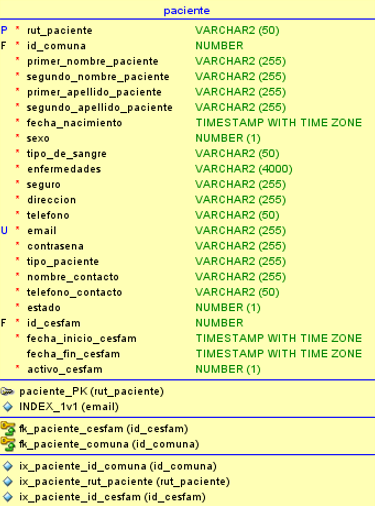 paciente
P * rut_paciente VARCHAR2 (50)
F * id_comuna NUMBER
* primer_nombre_paciente VARCHAR2 (255)
* segundo_nombre_paciente VARCHAR2 (255)
* primer_apellido_paciente VARCHAR2 (255)
* segundo_apellido_paciente VARCHAR2 (255)
* fecha_nacimiento TIMESTAMP WITH TIME ZONE
* sexo NUMBER (1)
* tipo_de_sangre VARCHAR2 (50)
* enfermedades VARCHAR2 (4000)
* seguro VARCHAR2 (255)
* direccion VARCHAR2 (255)
* telefono VARCHAR2 (50)
U * email VARCHAR2 (255)
* contrasena VARCHAR2 (255)
* tipo_paciente VARCHAR2 (255)
* nombre_contacto VARCHAR2 (255)
* telefono_contacto VARCHAR2 (50)
* estado NUMBER (1)
F * id_cesfam NUMBER
* fecha_inicio_cesfam TIMESTAMP WITH TIME ZONE
fecha_fin_cesfam TIMESTAMP WITH TIME ZONE
* activo_cesfam NUMBER (1)
paciente_PK (rut_paciente)
INDEX_1v1 (email)
fk_paciente_cesfam (id_cesfam)
fk_paciente_comuna (id_comuna)
ix_paciente_id_comuna (id_comuna)
ix_paciente_rut_paciente (rut_paciente)
ix_paciente_id_cesfam (id_cesfam)